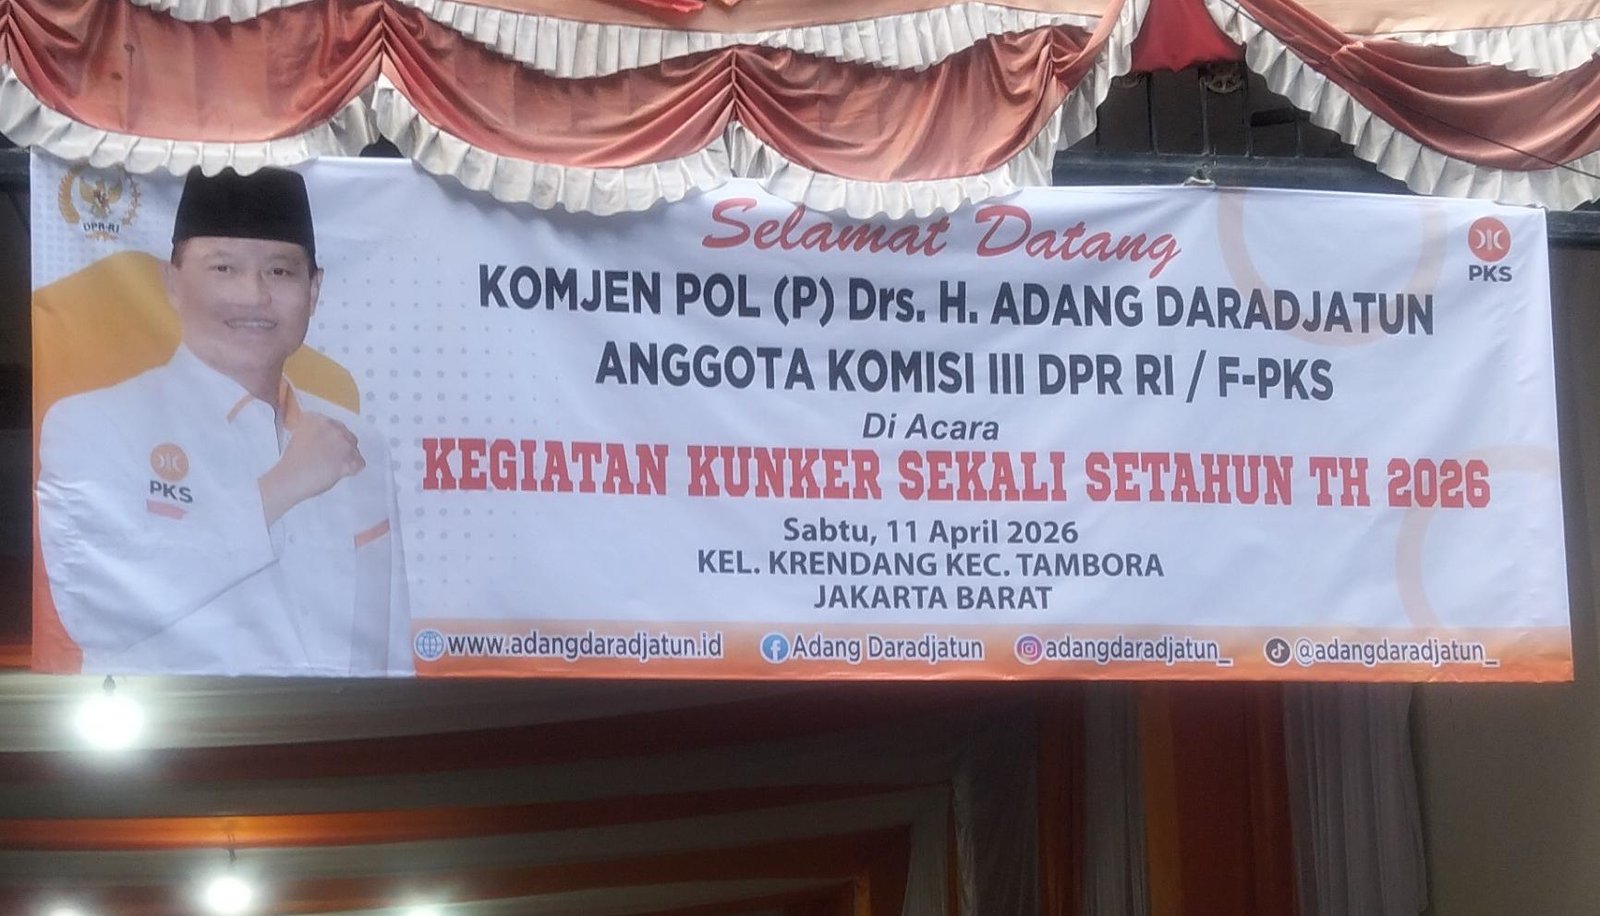 DPR-RI
Selamat Datang
PKS
KOMJEN POL (P) Drs. H. ADANG DARADJATUN
ANGGOTA KOMISI III DPR RI / F-PKS
Di Acara
KEGIATAN KUNKER SEKALI SETAHUN TH 2026
PKS
Sabtu, 11 April 2026
KEL. KRENDANG KEC. TAMBORA
JAKARTA BARAT
www.adangdaradjatun.id Adang Daradjatun adangdaradjatun_ @adangdaradjatun_